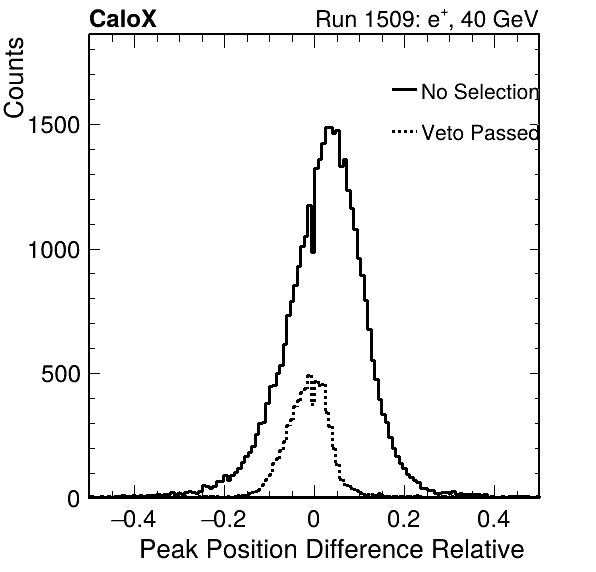 CaloX Run 1509: e⁺, 40 GeV
Counts
No Selection
Veto Passed
1500
1000
500
0
−0.4 −0.2 0 0.2 0.4
Peak Position Difference Relative